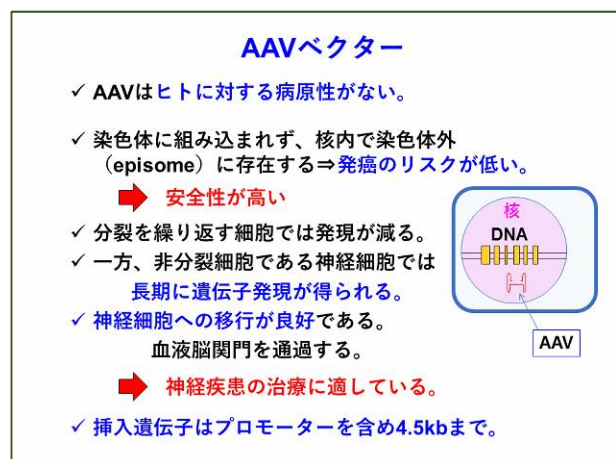 AAVベクター
✓ AAVはヒトに対する病原性がない。
✓ 染色体に組み込まれず、核内で染色体外
（episome）に存在する⇒発癌のリスクが低い。
安全性が高い
✓ 分裂を繰り返す細胞では発現が減る。
✓ 一方、非分裂細胞である神経細胞では
長期に遺伝子発現が得られる。
✓ 神経細胞への移行が良好である。
血液脳関門を通過する。
神経疾患の治療に適している。
✓ 挿入遺伝子はプロモーターを含め4.5kbまで。
核
DNA
AAV